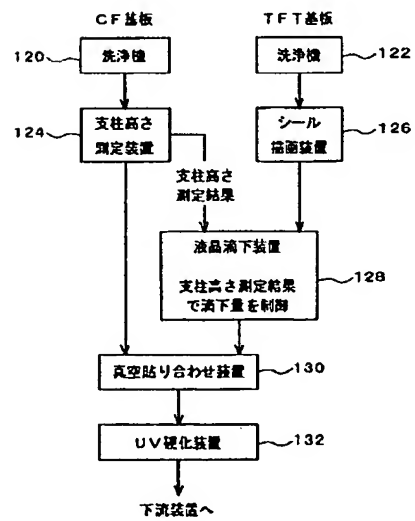 CF基板
TFT基板
120
洗浄機
洗浄機
122
124
支柱高さ
測定装置
シール
描画装置
126
支柱高さ
測定結果
液晶滴下装置
支柱高さ測定結果
で滴下量を制御
128
真空貼り合わせ装置
130
UV硬化装置
132
下流装置へ